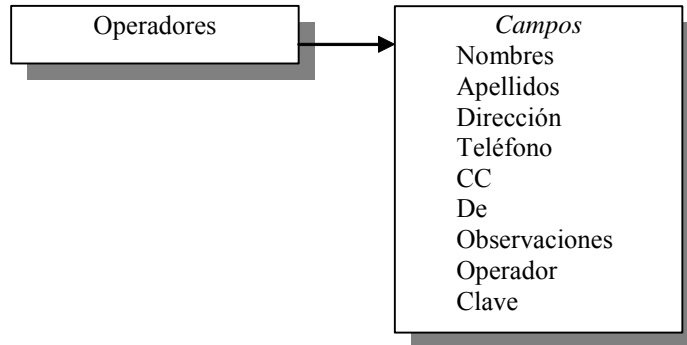 Operadores
Campos
Nombres
Apellidos
Dirección
Teléfono
CC
De
Observaciones
Operador
Clave